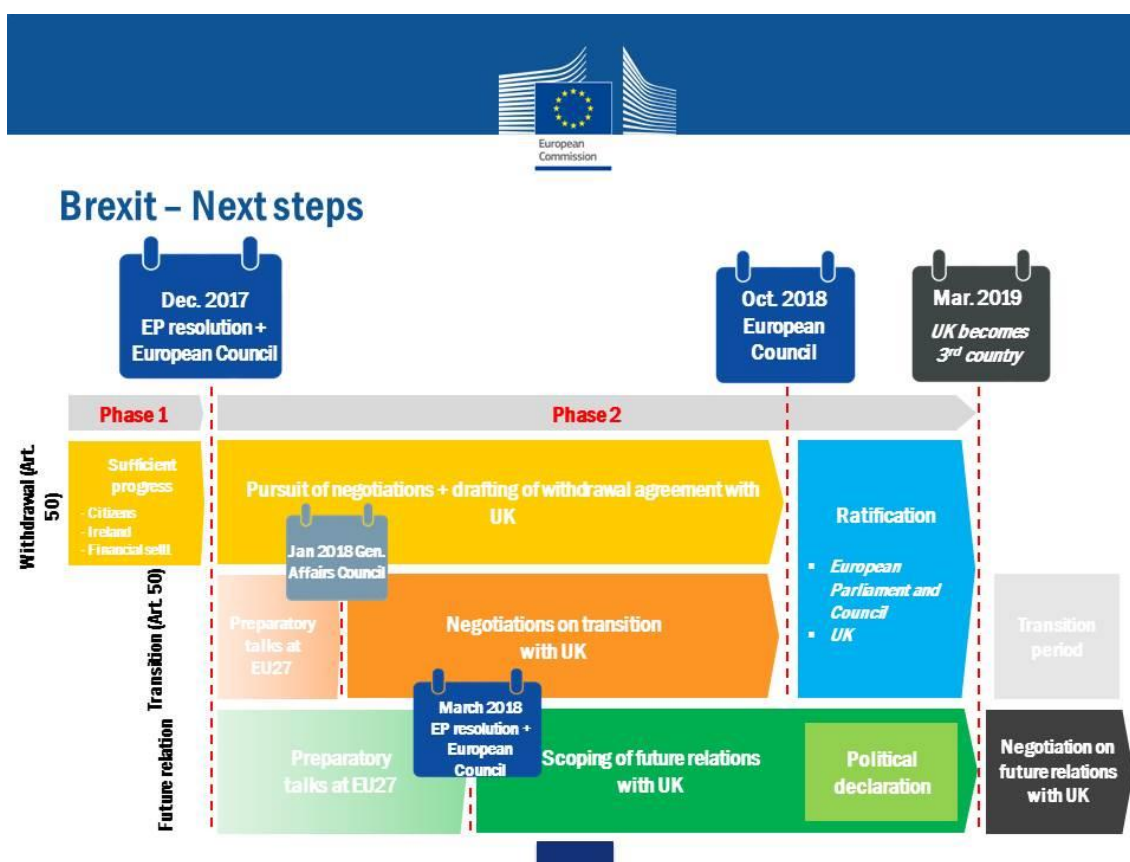 European
Commission
Brexit – Next steps
Dec. 2017
EP resolution +
European Council
Oct. 2018
European
Council
Mar. 2019
UK becomes
3rd country
Phase 1
Phase 2
Withdrawal (Art.
50)
Sufficient
progress
- Citizens
- Ireland
- Financial settl
Pursuit of negotiations + drafting of withdrawal agreement with
UK
Ratification
▪ European
Parliament and
Council
▪ UK
Jan 2018 Gen.
Affairs Council
Transition (Art. 50)
Preparatory
talks at
EU27
Negotiations on transition
with UK
Transition
period
March 2018
EP resolution +
European
Council
Future relation
Preparatory
talks at EU27
Scoping of future relations
with UK
Political
declaration
Negotiation on
future relations
with UK